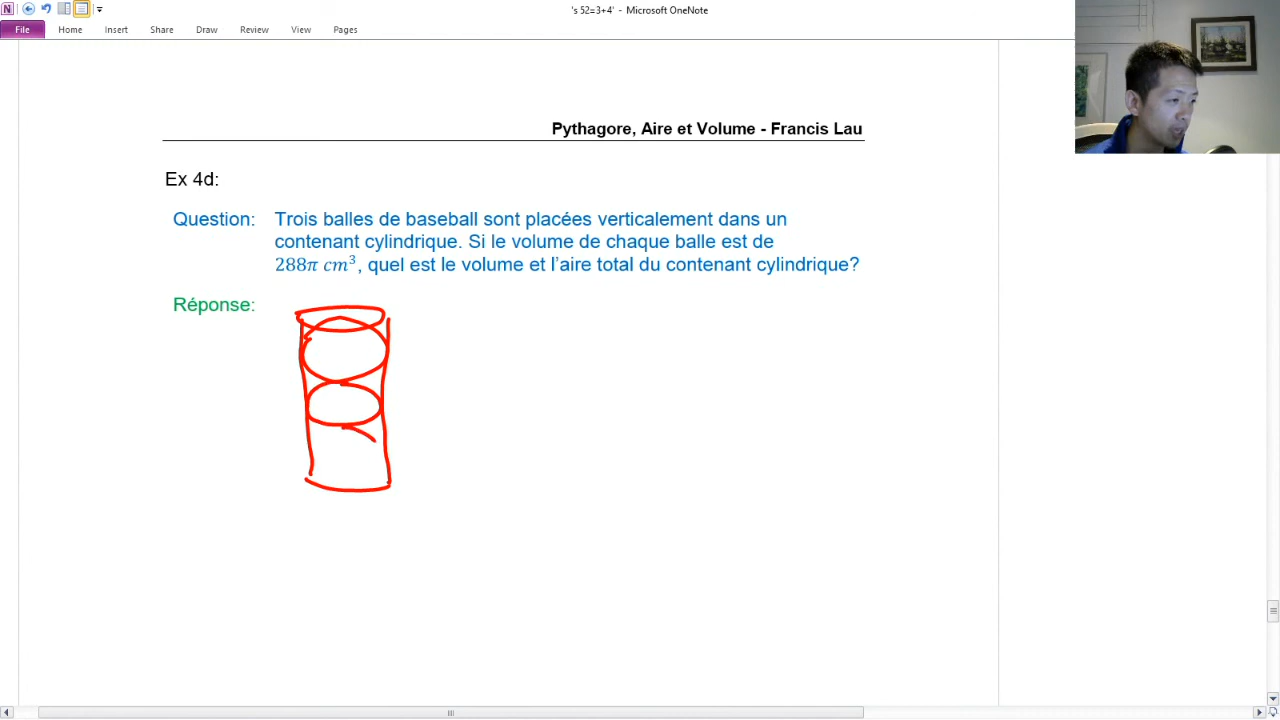 's 52=3+4' - Microsoft OneNote
File Home Insert Share Draw Review View Pages
Pythagore, Aire et Volume - Francis Lau
Ex 4d:
Question: Trois balles de baseball sont placées verticalement dans un
contenant cylindrique. Si le volume de chaque balle est de
288π cm³, quel est le volume et l'aire total du contenant cylindrique?
Réponse: